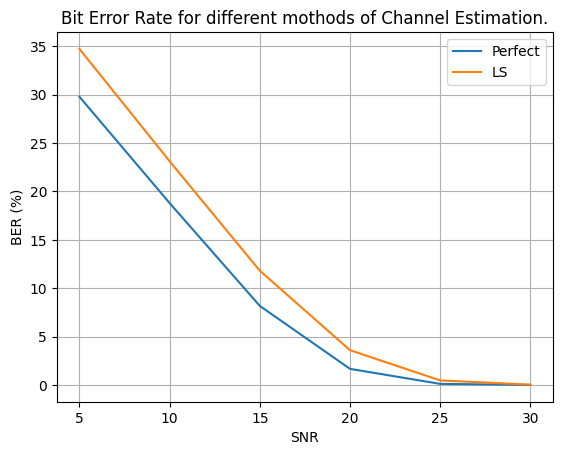 Bit Error Rate for different mothods of Channel Estimation.
Perfect
LS
35
30
25
20
15
10
5
0
BER (%)
5 10 15 20 25 30
SNR